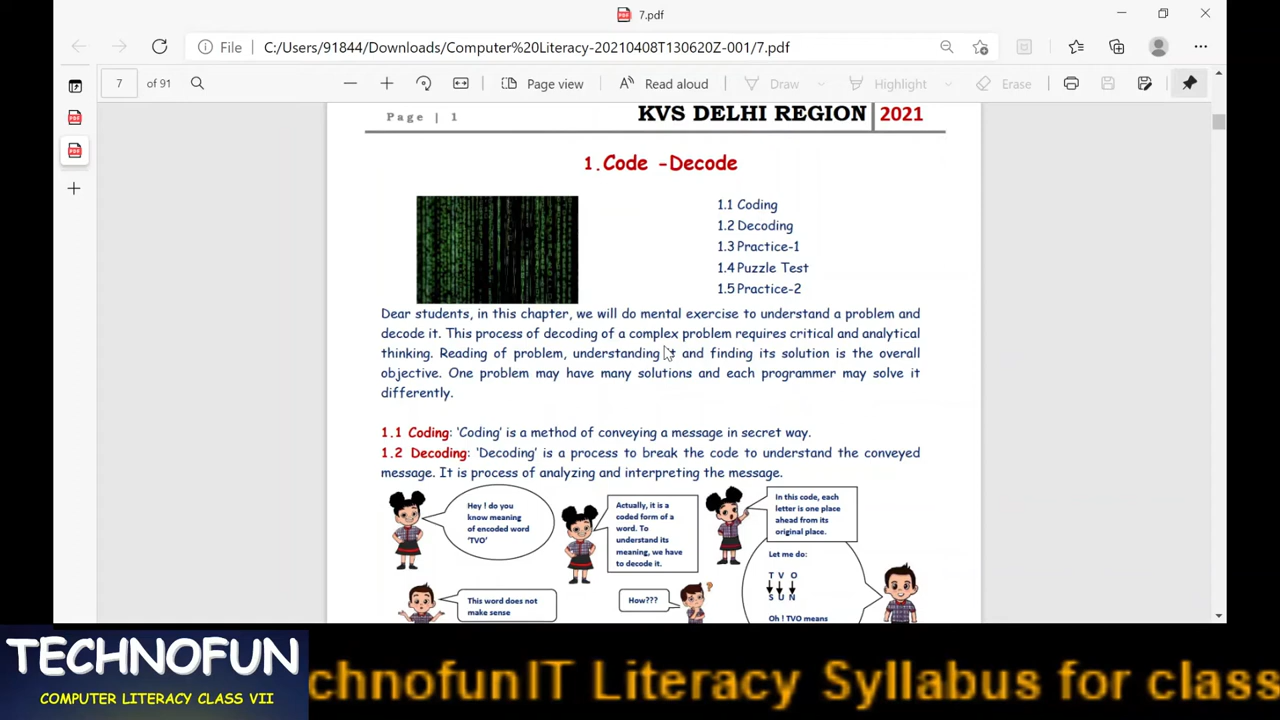 7.pdf
File
C:/Users/91844/Downloads/Computer%20Literacy-20210408T130620Z-001/7.pdf
7
of 91
Page view
Read aloud
Draw
Highlight
Erase
Page | 1
KVS DELHI REGION
2021
1.Code -Decode
1.1 Coding
1.2 Decoding
1.3 Practice-1
1.4 Puzzle Test
1.5 Practice-2
Dear students, in this chapter, we will do mental exercise to understand a problem and
decode it. This process of decoding of a complex problem requires critical and analytical
thinking. Reading of problem, understanding it and finding its solution is the overall
objective. One problem may have many solutions and each programmer may solve it
differently.
1.1 Coding: ‘Coding’ is a method of conveying a message in secret way.
1.2 Decoding: ‘Decoding’ is a process to break the code to understand the conveyed
message. It is process of analyzing and interpreting the message.
Hey ! do you
know meaning
of encoded word
‘TVO’
Actually, it is a
coded form of a
word. To
understand its
meaning, we have
to decode it.
In this code, each
letter is one place
ahead from its
original place.
Let me do:
T V O
S U N
Oh ! TVO means
This word does not
make sense
How???
?
TECHNOFUN
COMPUTER LITERACY CLASS VII
chnofunIT Literacy Syllabus for class